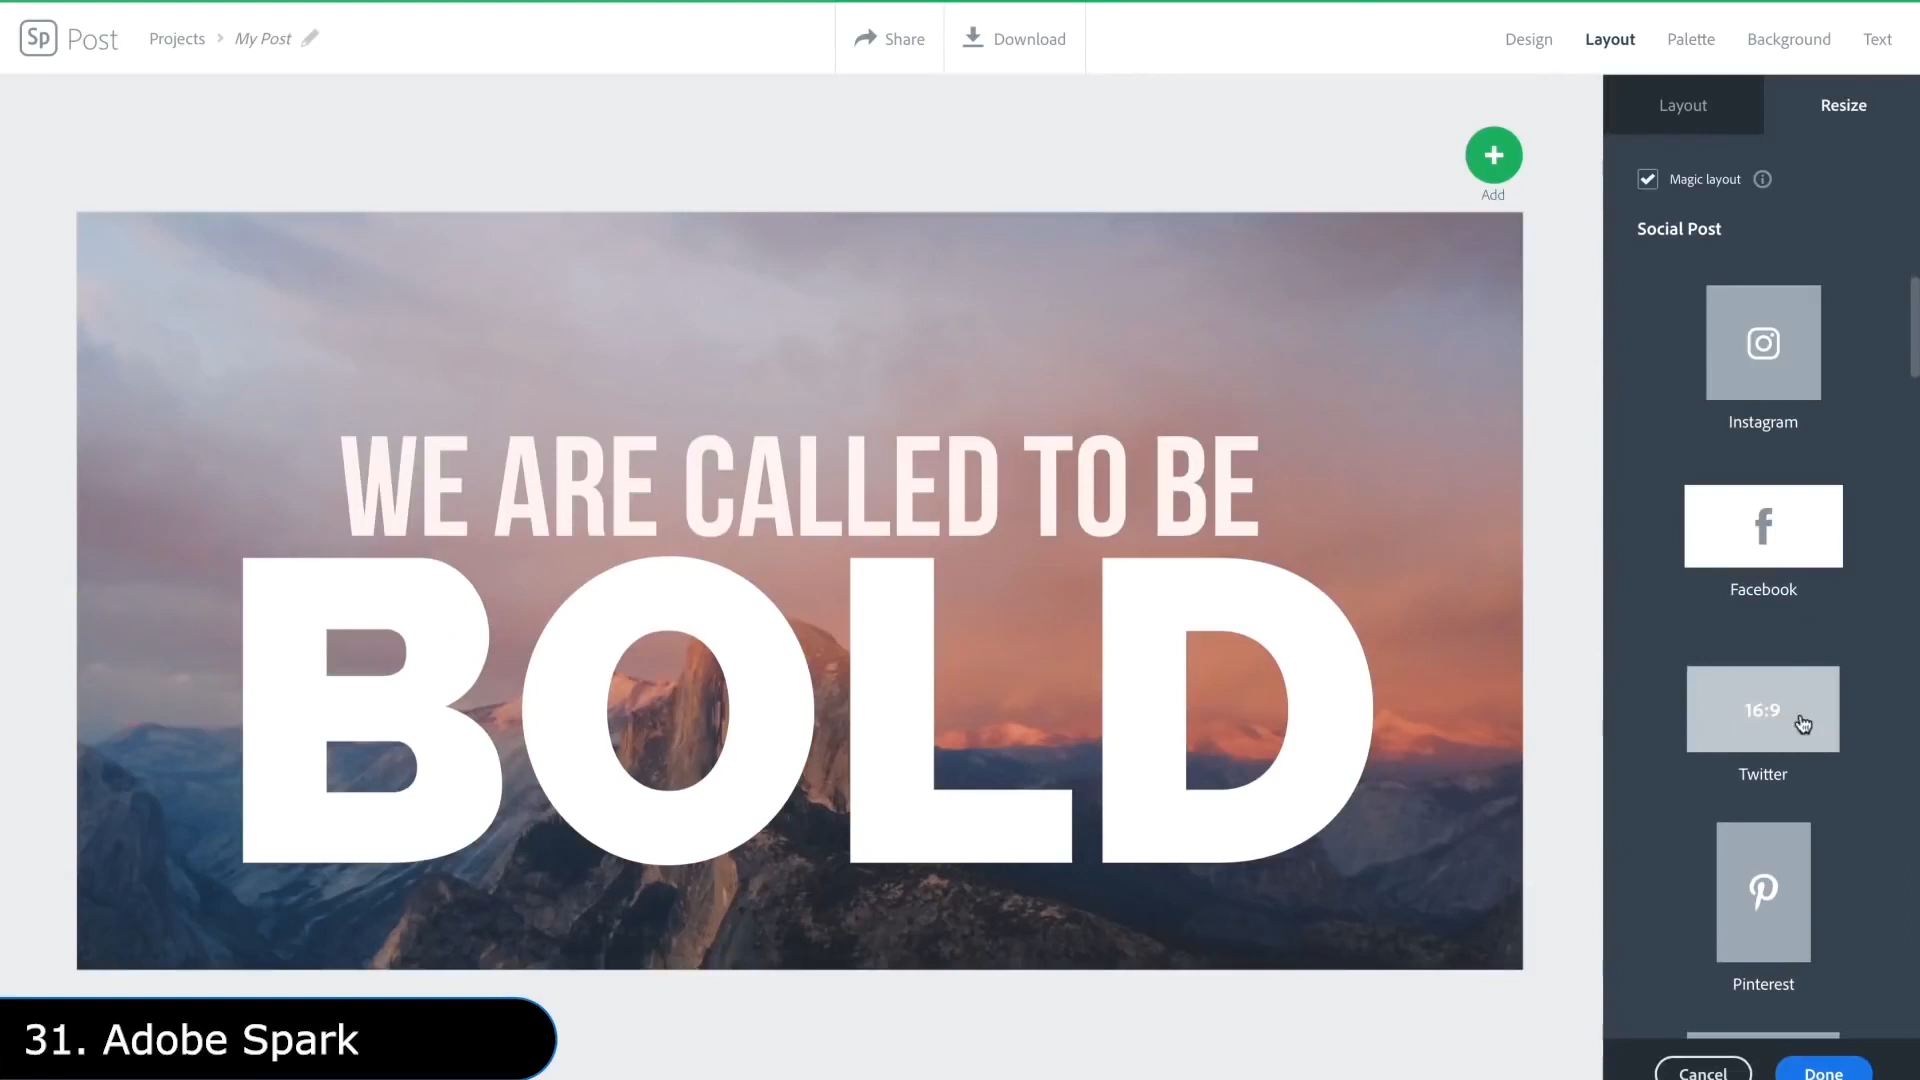 Sp Post Projects > My Post Share Download Design Layout Palette Background Text
Layout Resize
Magic layout
Add
Social Post
Instagram
WE ARE CALLED TO BE
BOLD
Facebook
16:9
Twitter
Pinterest
31. Adobe Spark
Cancel Done